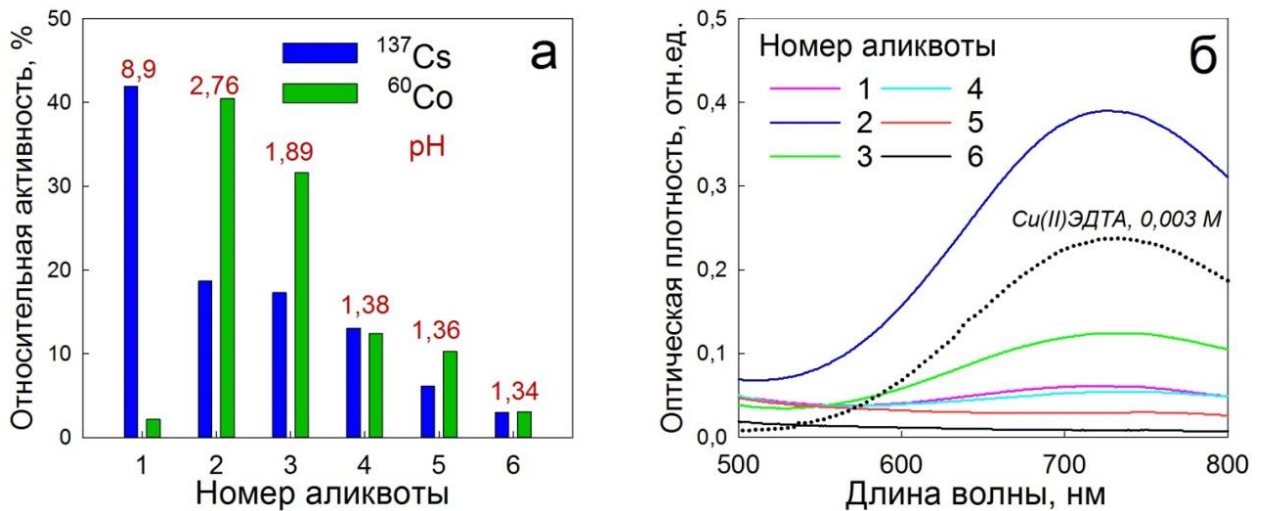 Относительная активность, %
50
40
30
20
10
0
а
137Cs
60Co
pH
8,9
2,76
1,89
1,38
1,36
1,34
1 2 3 4 5 6
Номер аликвоты
Оптическая плотность, отн.ед.
0,5
0,4
0,3
0,2
0,1
0,0
б
Номер аликвоты
1 4
2 5
3 6
Cu(II)ЭДТА, 0,003 М
500 600 700 800
Длина волны, нм